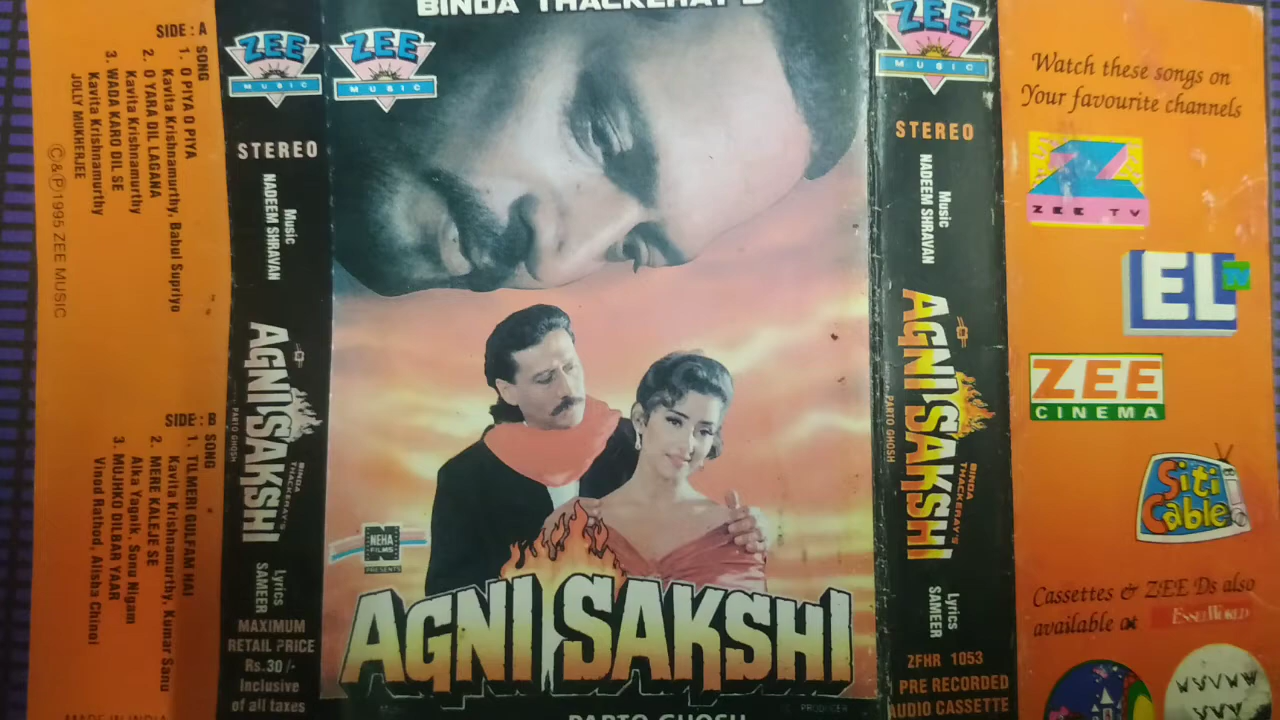 SIDE : A
SONG
1. O PIYA O PIYA
Kavita Krishnamurthy, Babul Supriyo
2. O YARA DIL LAGANA
Kavita Krishnamurthy
3. WADA KARO DIL SE
Kavita Krishnamurthy
JOLLY MUKHERJEE
C&P1995 ZEE MUSIC
SIDE : B
SONG
1. TU MERI GULFAM HAI
Kavita Krishnamurthy, Kumar Sanu
2. MERE KALEJE SE
Alka Yagnik, Sonu Nigam
3. MUJHKO DILBAR YAAR
Vinod Rathod, Alisha Chinoi
MADE IN INDIA
ZEE
MUSIC
STEREO
Music
NADEEM SHRAVAN
AGNI SAKSHI
BINDA
THACKERAY'S
PARTO GHOSH
Lyrics
SAMEER
MAXIMUM
RETAIL PRICE
Rs.30/-
Inclusive
of all taxes
BINDA THACKERAY'S
ZEE
MUSIC
NEHA
FILMS
PRESENTS
AGNI SAKSHI
PRODUCER
PARTO GHOSH
ZEE
MUSIC
STEREO
Music
NADEEM SHRAVAN
AGNI SAKSHI
BINDA
THACKERAY'S
PARTO GHOSH
Lyrics
SAMEER
ZFHR 1053
PRE RECORDED
AUDIO CASSETTE
Watch these songs on
Your favourite channels
Z
ZEE TV
EL
TV
ZEE
CINEMA
Siti
Cable
Cassettes & ZEE Ds also
available at ESSELWORLD